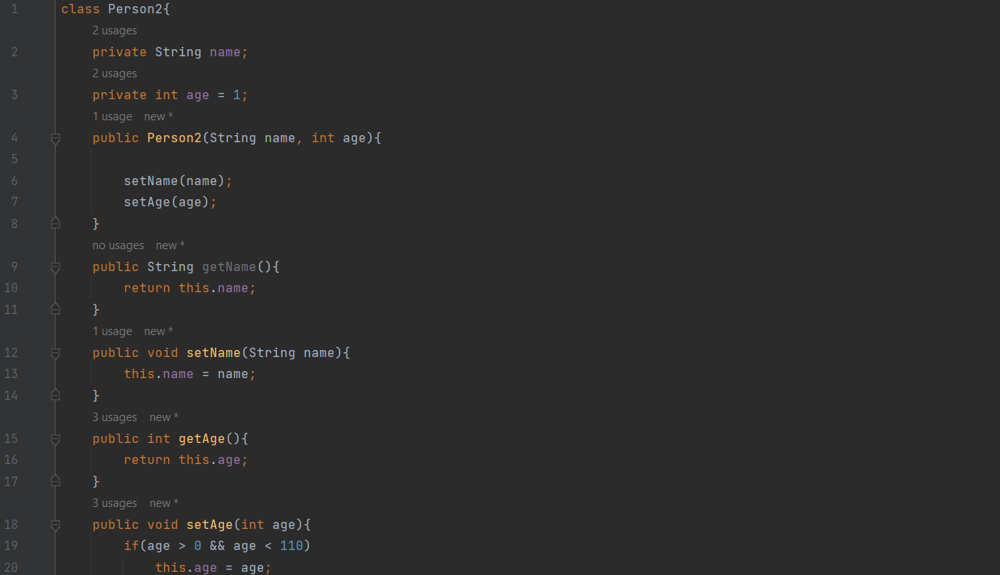 1 class Person2{
2 usages
2 private String name;
2 usages
3 private int age = 1;
1 usage new *
4 public Person2(String name, int age){
5
6 setName(name);
7 setAge(age);
8 }
no usages new *
9 public String getName(){
10 return this.name;
11 }
1 usage new *
12 public void setName(String name){
13 this.name = name;
14 }
3 usages new *
15 public int getAge(){
16 return this.age;
17 }
3 usages new *
18 public void setAge(int age){
19 if(age > 0 && age < 110)
20 this.age = age;